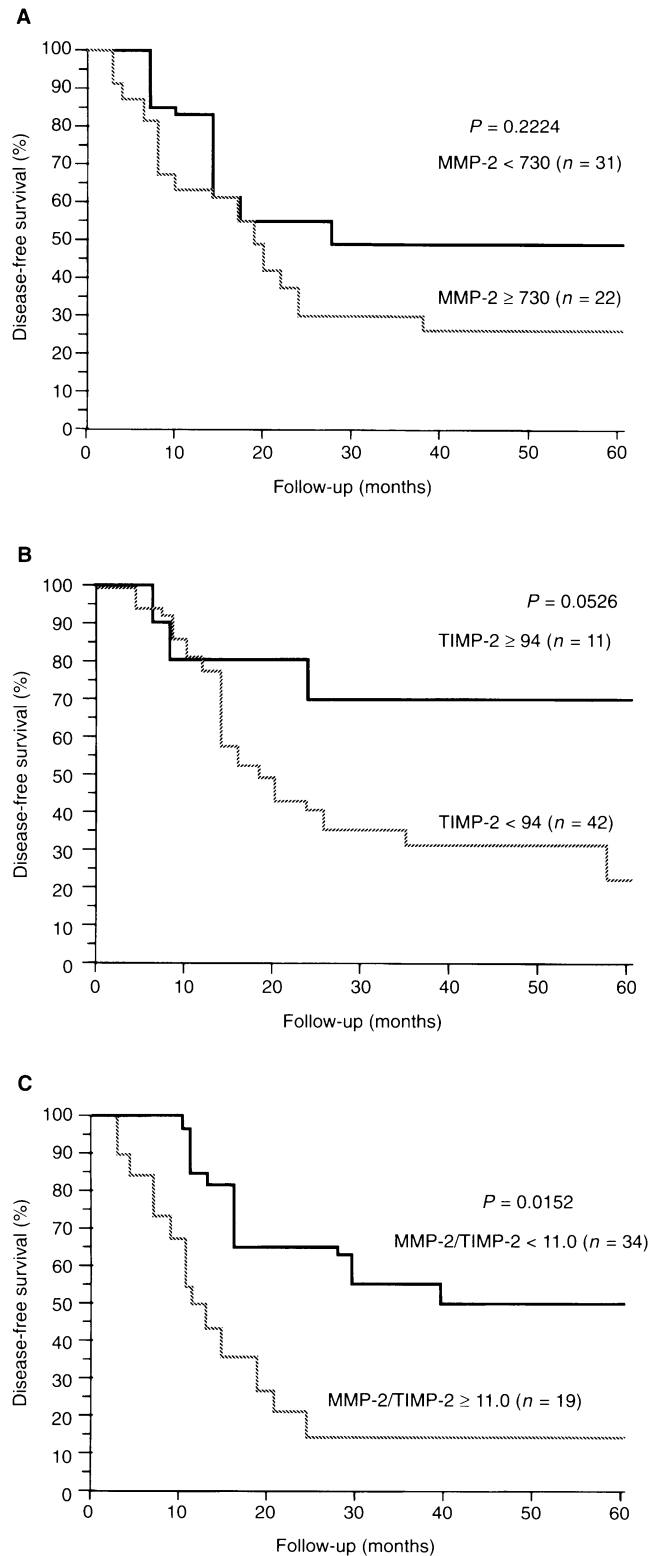 A
100
90
80
70
60
50
40
30
20
10
0
Disease-free survival (%)
P = 0.2224
MMP-2 < 730 (n = 31)
MMP-2 ≥ 730 (n = 22)
0 10 20 30 40 50 60
Follow-up (months)
B
100
90
80
70
60
50
40
30
20
10
0
Disease-free survival (%)
P = 0.0526
TIMP-2 ≥ 94 (n = 11)
TIMP-2 < 94 (n = 42)
0 10 20 30 40 50 60
Follow-up (months)
C
100
90
80
70
60
50
40
30
20
10
0
Disease-free survival (%)
P = 0.0152
MMP-2/TIMP-2 < 11.0 (n = 34)
MMP-2/TIMP-2 ≥ 11.0 (n = 19)
0 10 20 30 40 50 60
Follow-up (months)